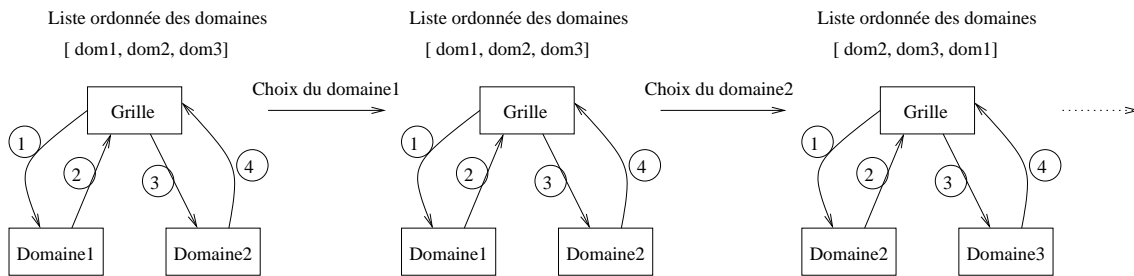 Liste ordonnée des domaines
[ dom1, dom2, dom3]
Grille
1
2
3
4
Domaine1
Domaine2
Choix du domaine1
Liste ordonnée des domaines
[ dom1, dom2, dom3]
Grille
1
2
3
4
Domaine1
Domaine2
Choix du domaine2
Liste ordonnée des domaines
[ dom2, dom3, dom1]
Grille
1
2
3
4
Domaine2
Domaine3